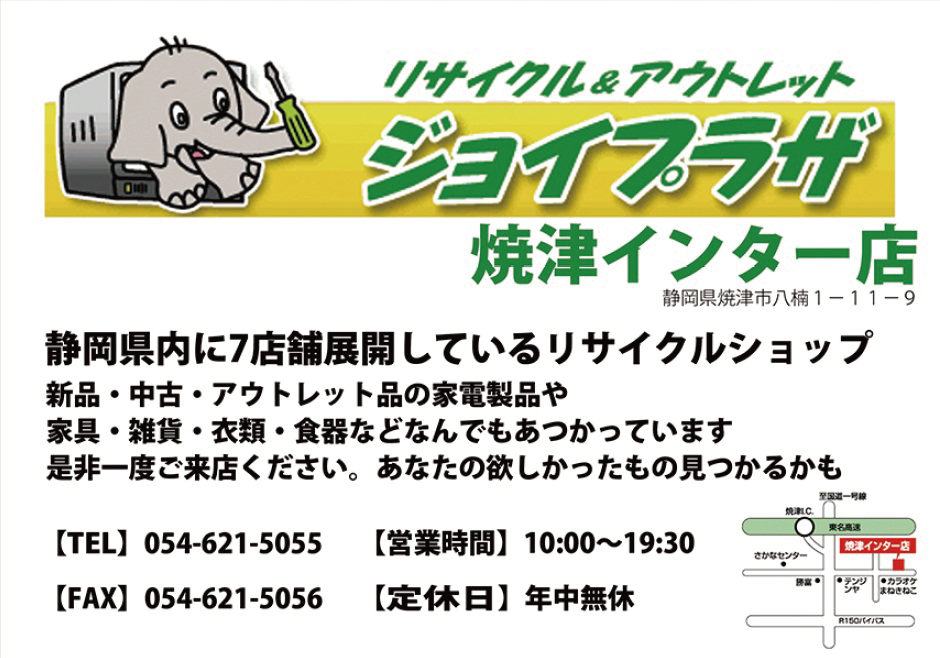 リサイクル&アウトレット
ジョイプラザ
焼津インター店
静岡県焼津市八楠1-11-9
静岡県内に7店舗展開しているリサイクルショップ
新品・中古・アウトレット品の家電製品や
家具・雑貨・衣類・食器などなんでもあつかっています
是非一度ご来店ください。あなたの欲しかったもの見つかるかも
【TEL】054-621-5055 【営業時間】10:00～19:30
【FAX】054-621-5056 【定休日】年中無休
至国道一号線
焼津I.C.
東名高速
焼津インター店
さかなセンター
勝富
テンジンヤ
カラオケ
まねきねこ
R150バイパス